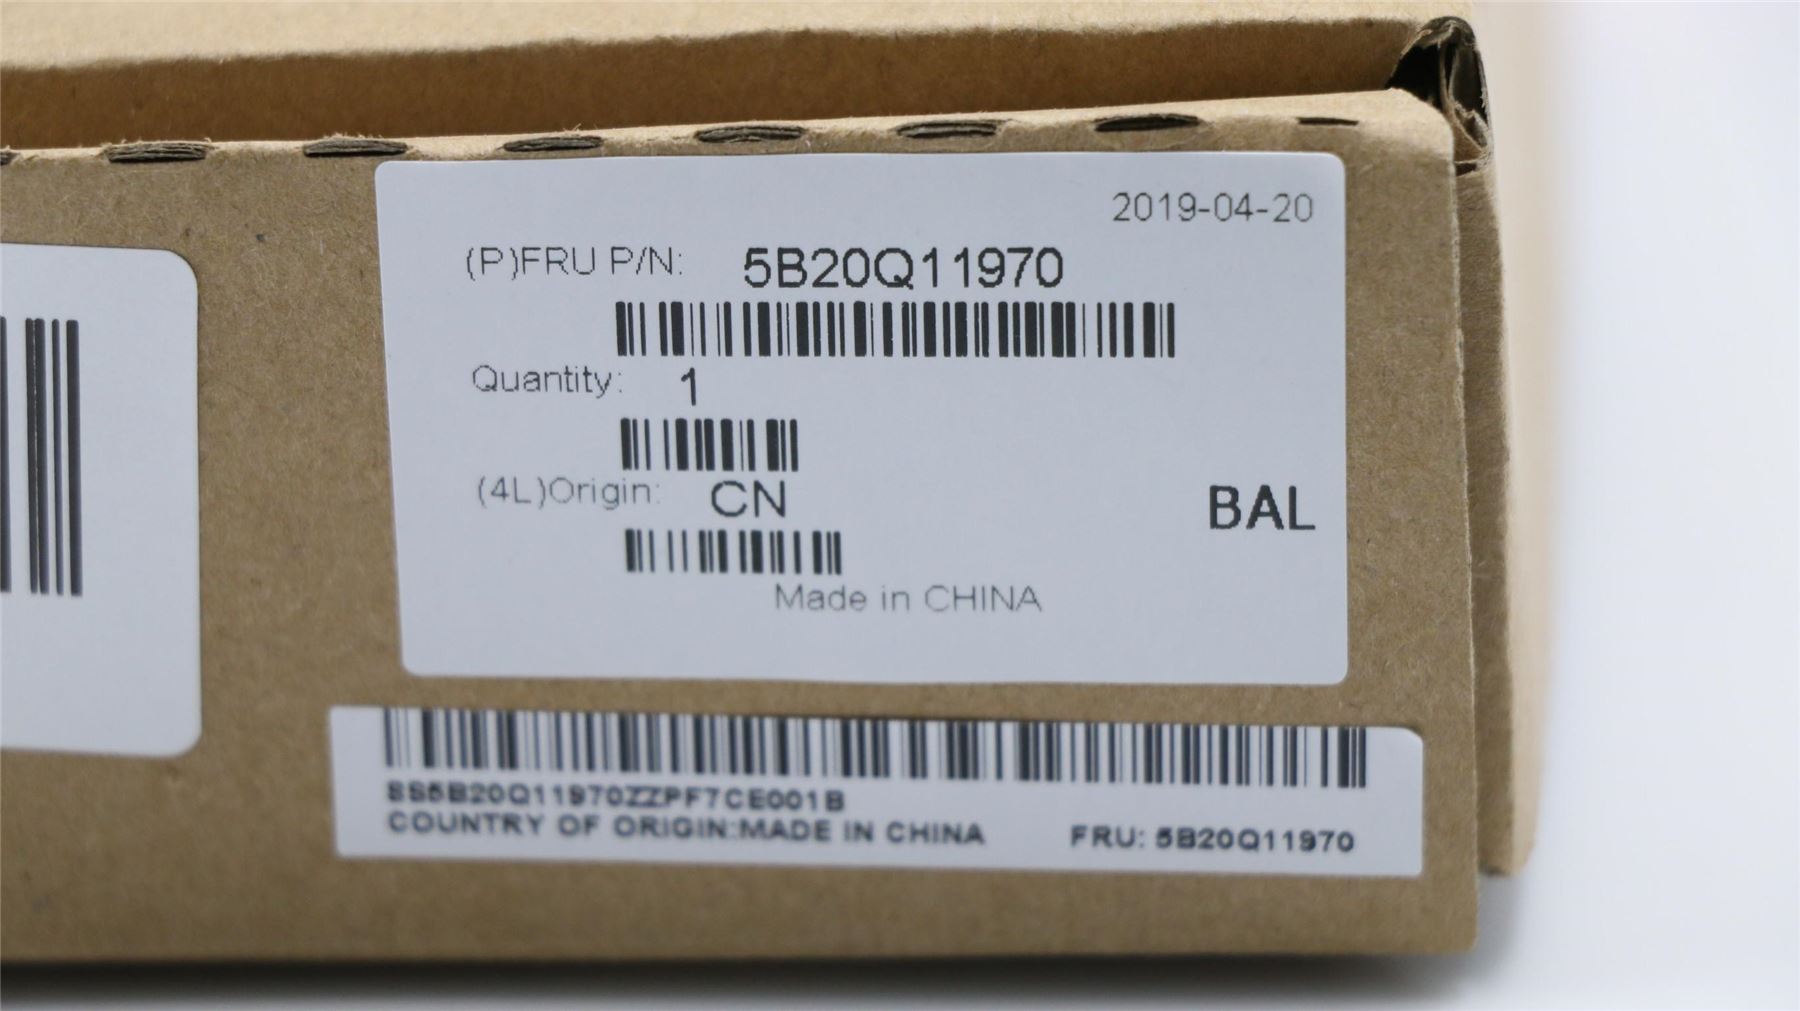 2019-04-20
(P)FRU P/N: 5B20Q11970
Quantity: 1
(4L)Origin: CN
BAL
Made in CHINA
8S5B20Q11970ZZPF7CE001B
COUNTRY OF ORIGIN:MADE IN CHINA FRU: 5B20Q11970